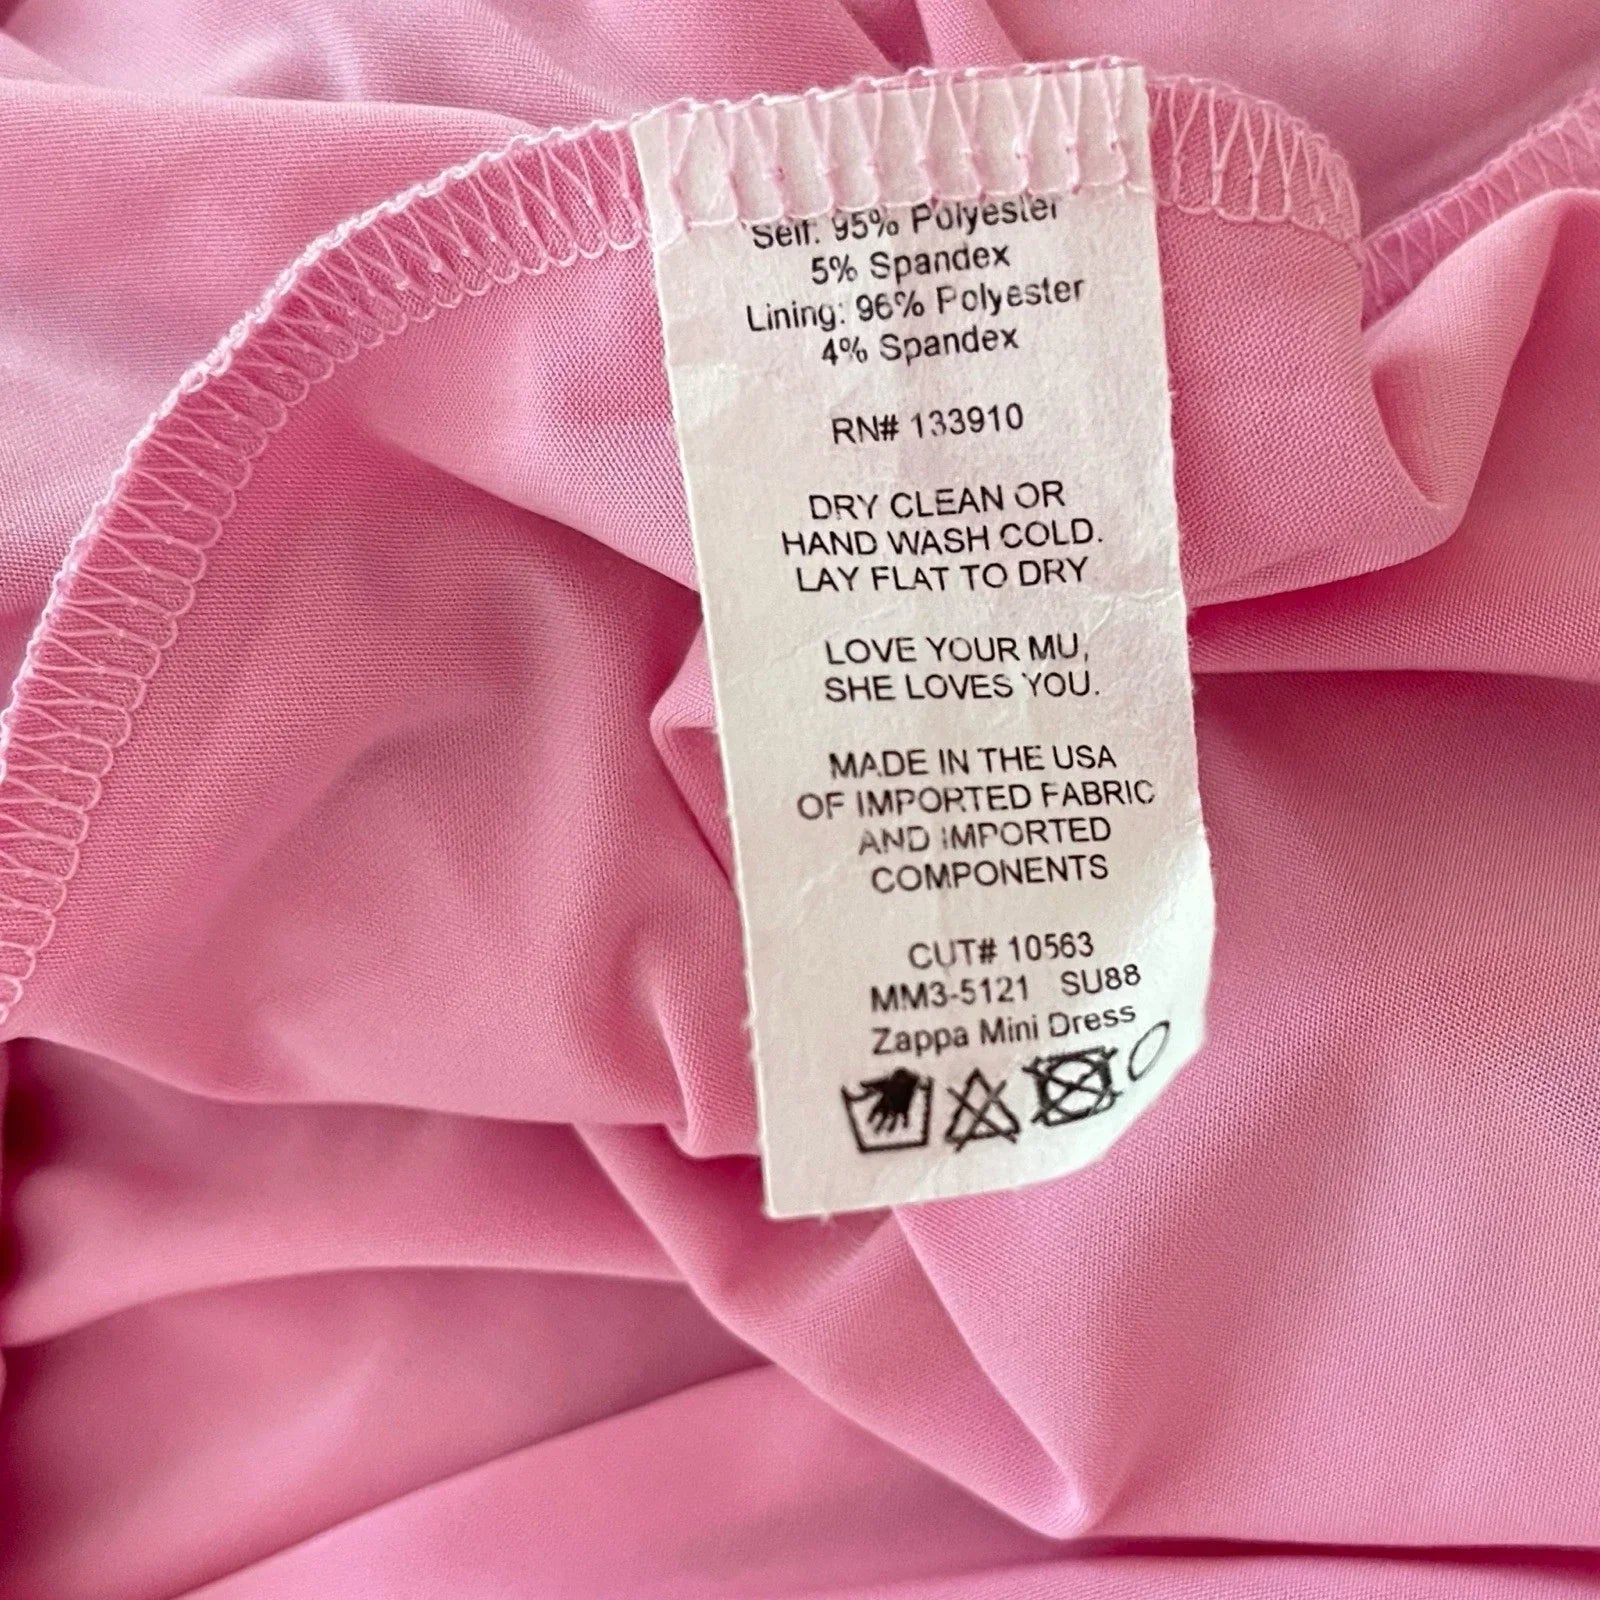 Self: 95% Polyester
5% Spandex
Lining: 96% Polyester
4% Spandex
RN# 133910
DRY CLEAN OR
HAND WASH COLD.
LAY FLAT TO DRY
LOVE YOUR MU,
SHE LOVES YOU.
MADE IN THE USA
OF IMPORTED FABRIC
AND IMPORTED
COMPONENTS
CUT# 10563
MM3-5121 SU88
Zappa Mini Dress